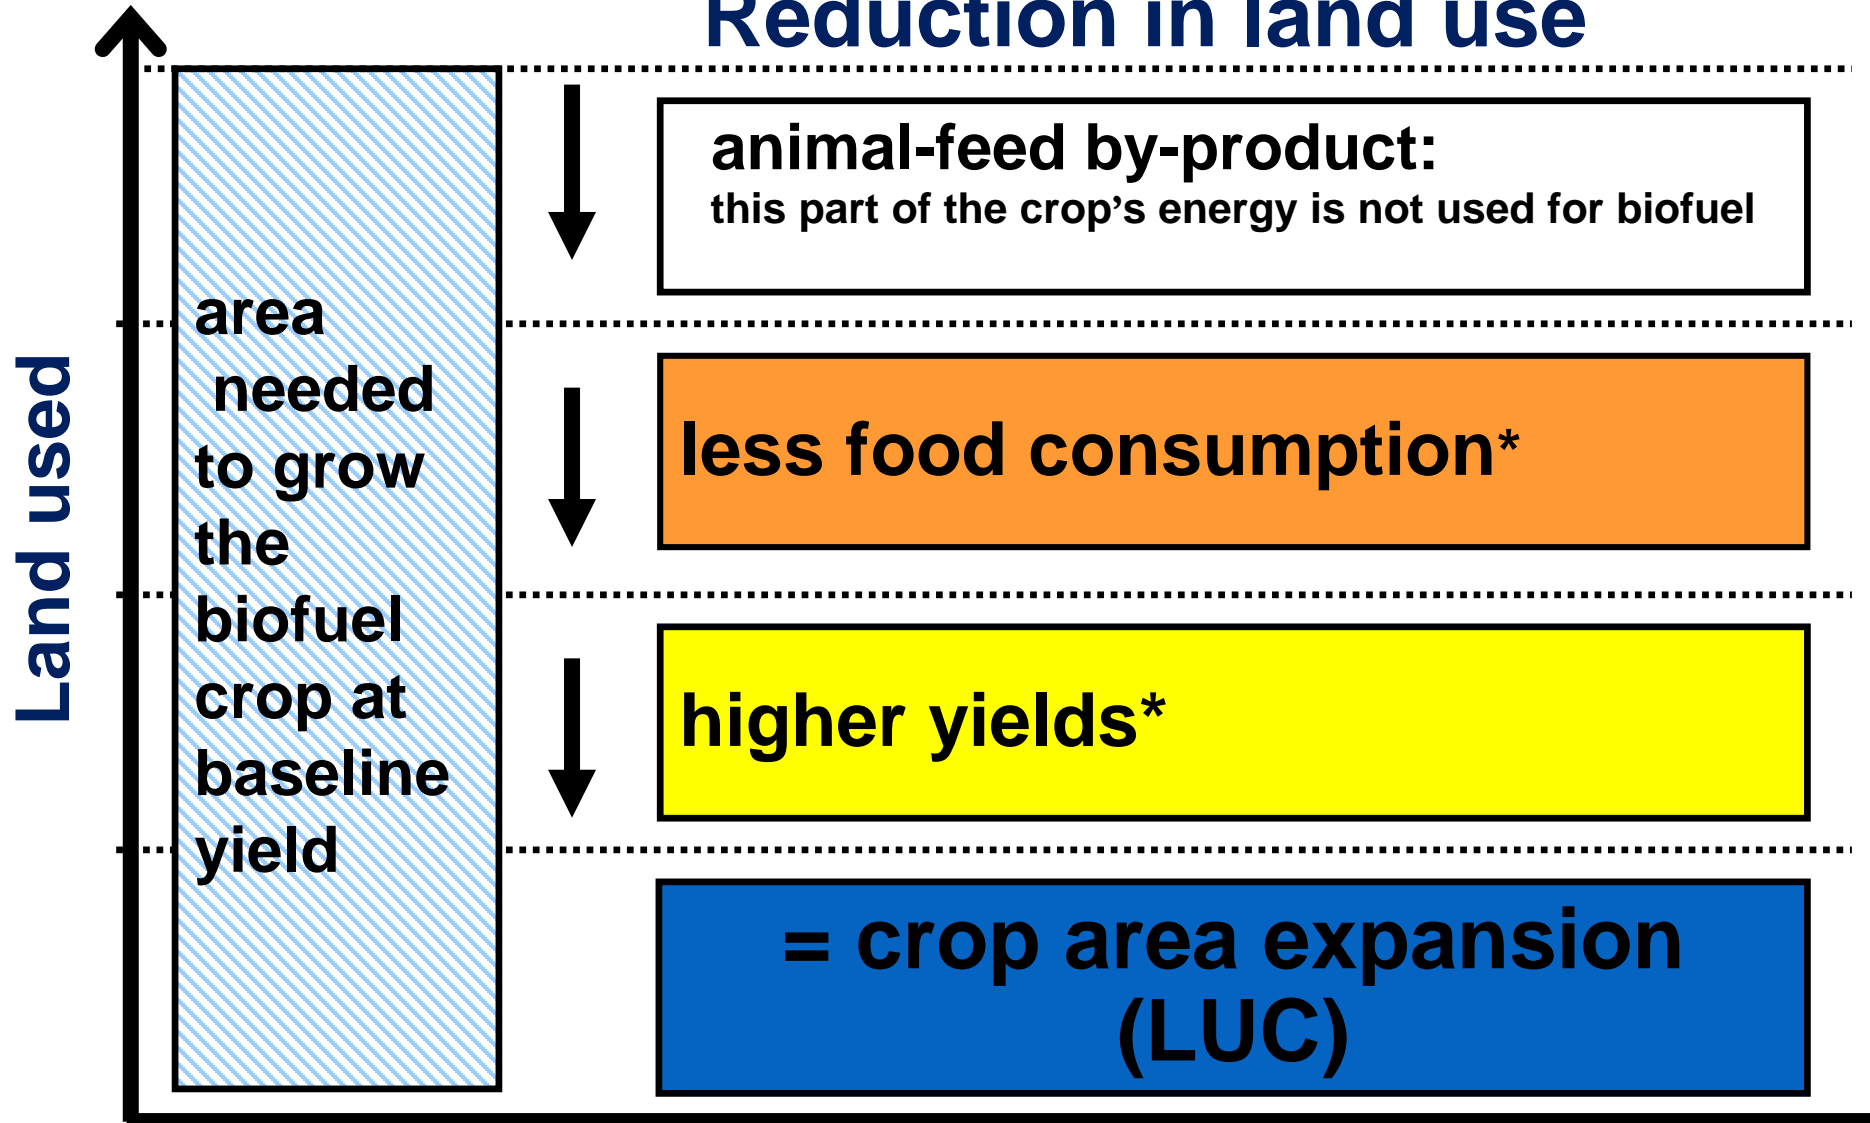 Reduction in land use
animal-feed by-product:
this part of the crop’s energy is not used for biofuel
area
needed
to grow
the
biofuel
crop at
baseline
yield
Land used
less food consumption*
higher yields*
= crop area expansion
(LUC)